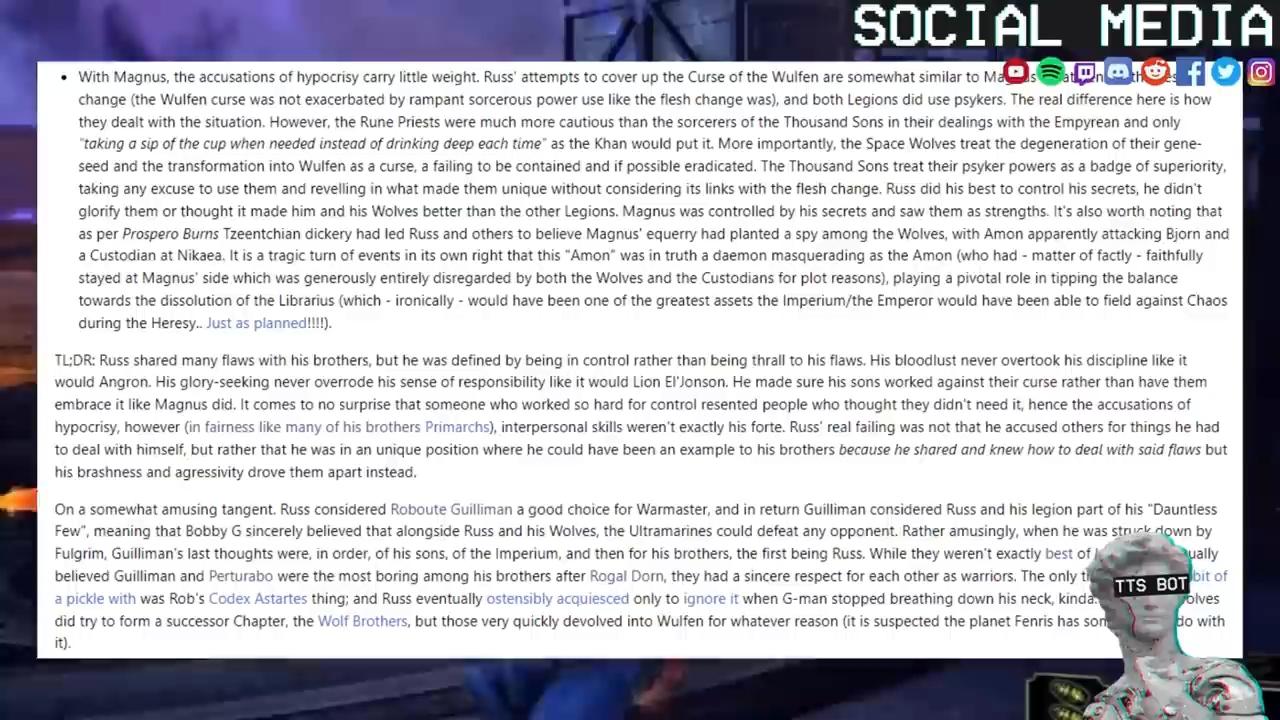 SOCIAL MEDIA
With Magnus, the accusations of hypocrisy carry little weight. Russ' attempts to cover up the Curse of the Wulfen are somewhat similar to
change (the Wulfen curse was not exacerbated by rampant sorcerous power use like the flesh change was), and both Legions did use psykers. The real difference here is how
they dealt with the situation. However, the Rune Priests were much more cautious than the sorcerers of the Thousand Sons in their dealings with the Empyrean and only
"taking a sip of the cup when needed instead of drinking deep each time" as the Khan would put it. More importantly, the Space Wolves treat the degeneration of their gene-
seed and the transformation into Wulfen as a curse, a failing to be contained and if possible eradicated. The Thousand Sons treat their psyker powers as a badge of superiority,
taking any excuse to use them and revelling in what made them unique without considering its links with the flesh change. Russ did his best to control his secrets, he didn't
glorify them or thought it made him and his Wolves better than the other Legions. Magnus was controlled by his secrets and saw them as strengths. It's also worth noting that
as per Prospero Burns Tzeentchian dickery had led Russ and others to believe Magnus' equerry had planted a spy among the Wolves, with Amon apparently attacking Bjorn and
a Custodian at Nikaea. It is a tragic turn of events in its own right that this "Amon" was in truth a daemon masquerading as the Amon (who had - matter of factly - faithfully
stayed at Magnus' side which was generously entirely disregarded by both the Wolves and the Custodians for plot reasons), playing a pivotal role in tipping the balance
towards the dissolution of the Librarius (which - ironically - would have been one of the greatest assets the Imperium/the Emperor would have been able to field against Chaos
during the Heresy.. Just as planned!!!!).
TL;DR: Russ shared many flaws with his brothers, but he was defined by being in control rather than being thrall to his flaws. His bloodlust never overtook his discipline like it
would Angron. His glory-seeking never overrode his sense of responsibility like it would Lion El'Jonson. He made sure his sons worked against their curse rather than have them
embrace it like Magnus did. It comes to no surprise that someone who worked so hard for control resented people who thought they didn't need it, hence the accusations of
hypocrisy, however (in fairness like many of his brothers Primarchs), interpersonal skills weren't exactly his forte. Russ' real failing was not that he accused others for things he had
to deal with himself, but rather that he was in an unique position where he could have been an example to his brothers because he shared and knew how to deal with said flaws but
his brashness and agressivity drove them apart instead.
On a somewhat amusing tangent. Russ considered Roboute Guilliman a good choice for Warmaster, and in return Guilliman considered Russ and his legion part of his "Dauntless
Few", meaning that Bobby G sincerely believed that alongside Russ and his Wolves, the Ultramarines could defeat any opponent. Rather amusingly, when he was struck down by
Fulgrim, Guilliman's last thoughts were, in order, of his sons, of the Imperium, and then for his brothers, the first being Russ. While they weren't exactly best of
believed Guilliman and Perturabo were the most boring among his brothers after Rogal Dorn, they had a sincere respect for each other as warriors. The only bit of
a pickle with was Rob's Codex Astartes thing; and Russ eventually ostensibly acquiesced only to ignore it when G-man stopped breathing down his neck, kinda.
did try to form a successor Chapter, the Wolf Brothers, but those very quickly devolved into Wulfen for whatever reason (it is suspected the planet Fenris has do with
it).
TTS BOT